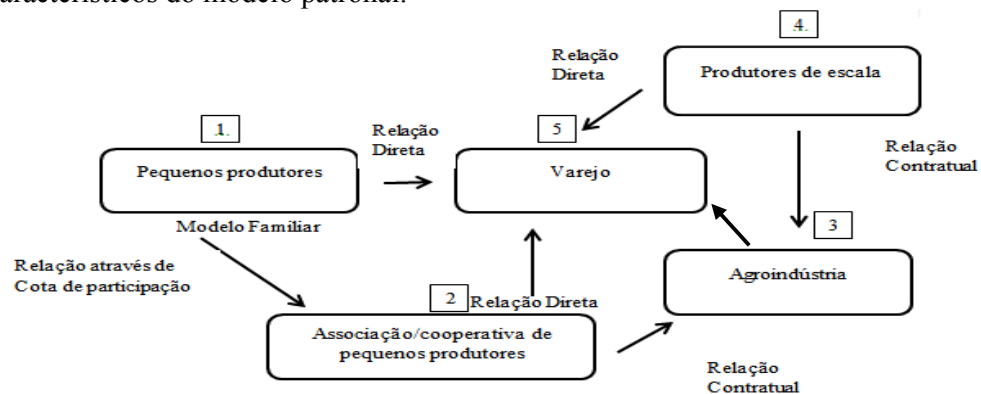 característicos do modelo patronal.
4.
Relação
Direta
Produtores de escala
1.
Relação
Direta
5
Relação
Contratual
Pequenos produtores
Varejo
Modelo Familiar
3
Relação através de
Cota de participação
Agroindústria
2
Relação Direta
Associação/cooperativa de
pequenos produtores
Relação
Contratual